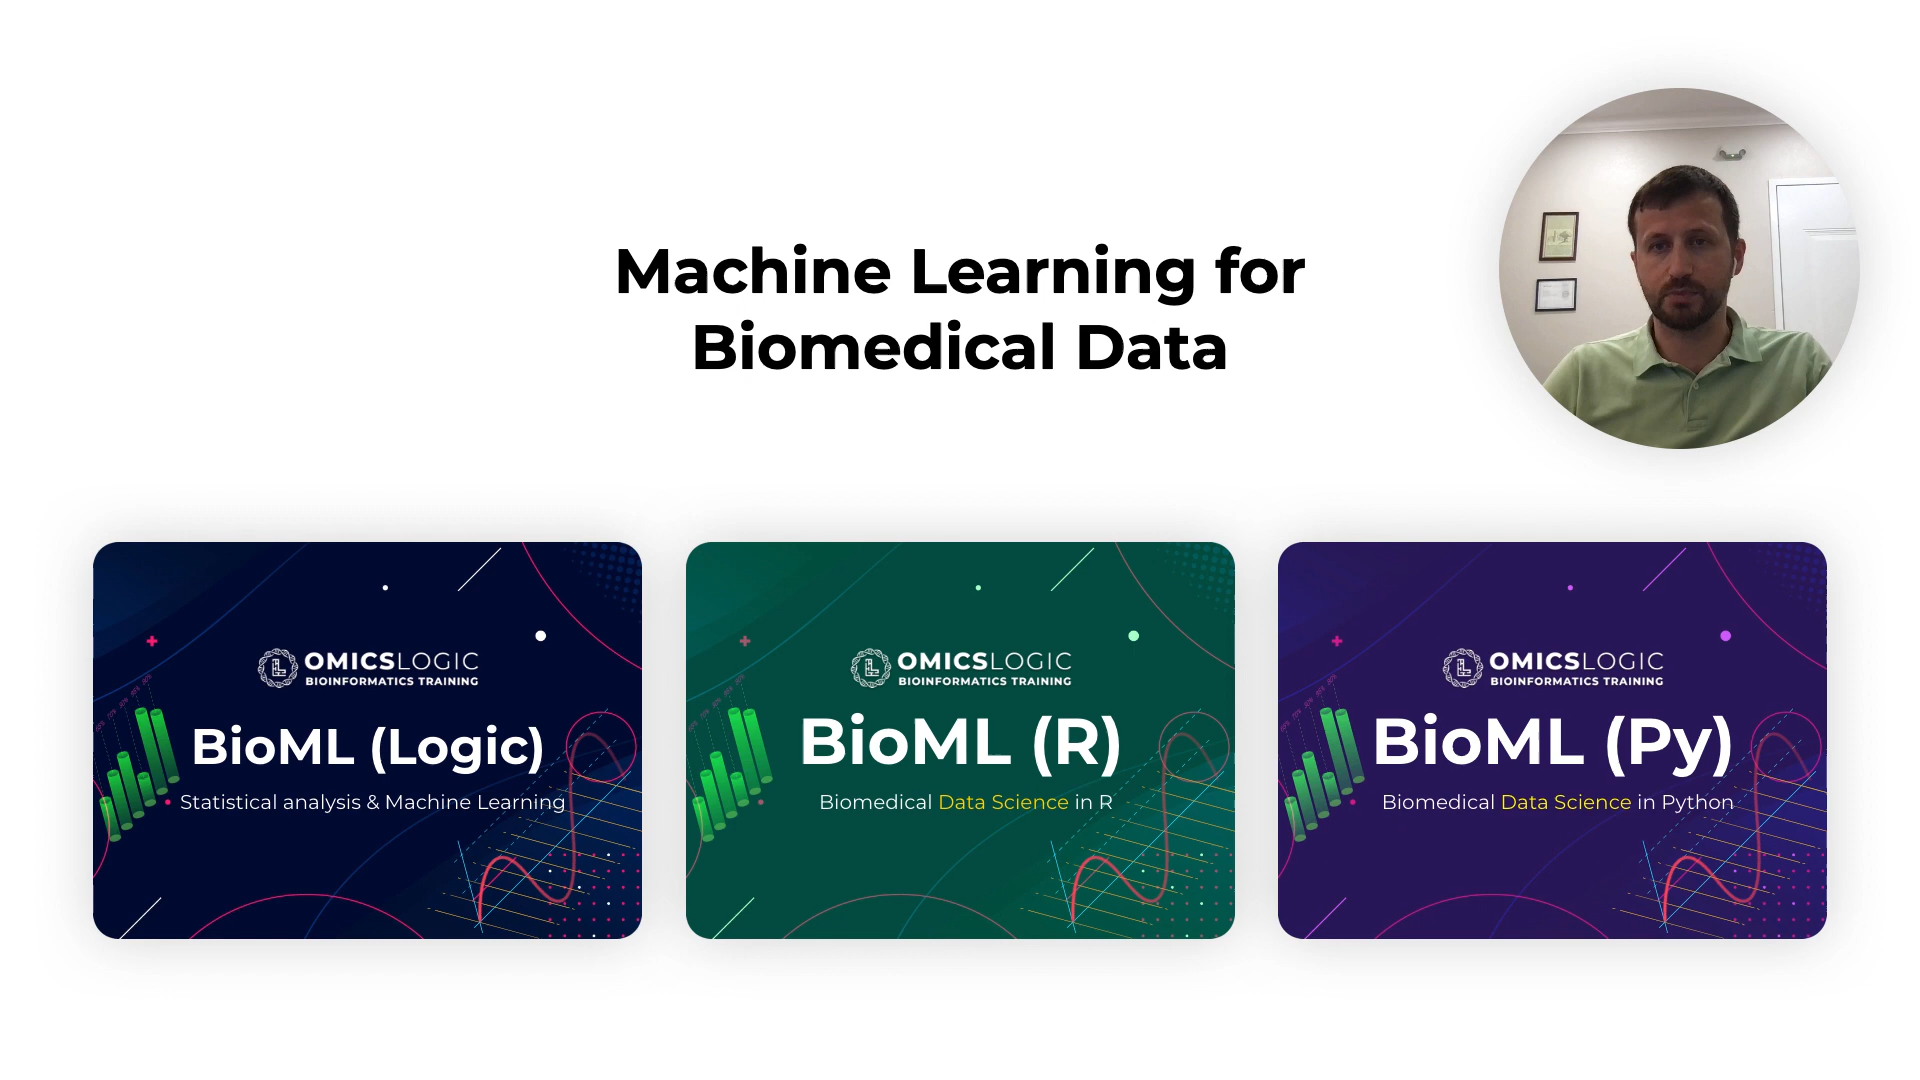 Machine Learning for
Biomedical Data
OMICSLOGIC
BIOINFORMATICS TRAINING
BioML (Logic)
Statistical analysis & Machine Learning
OMICSLOGIC
BIOINFORMATICS TRAINING
BioML (R)
Biomedical Data Science in R
OMICSLOGIC
BIOINFORMATICS TRAINING
BioML (Py)
Biomedical Data Science in Python